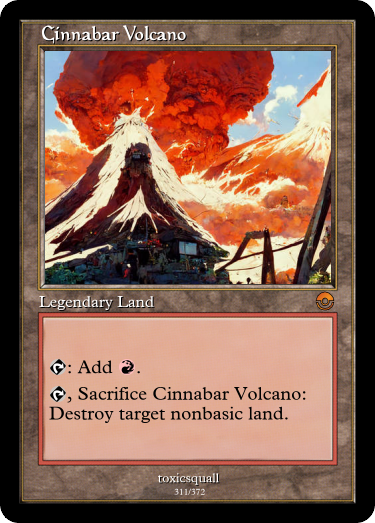 Cinnabar Volcano
Legendary Land
: Add .
, Sacrifice Cinnabar Volcano:
Destroy target nonbasic land.
toxicsquall
311/372